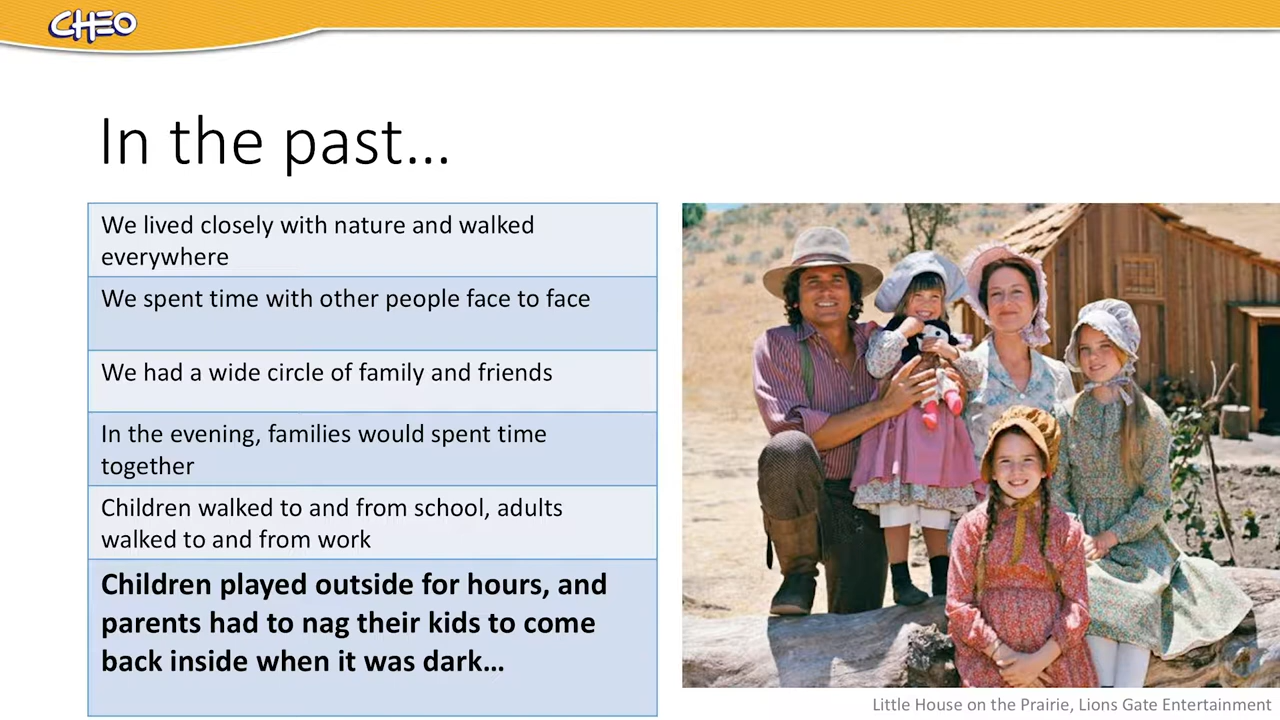 CHEO
In the past...
We lived closely with nature and walked
everywhere
We spent time with other people face to face
We had a wide circle of family and friends
In the evening, families would spent time
together
Children walked to and from school, adults
walked to and from work
Children played outside for hours, and
parents had to nag their kids to come
back inside when it was dark...
Little House on the Prairie, Lions Gate Entertainment